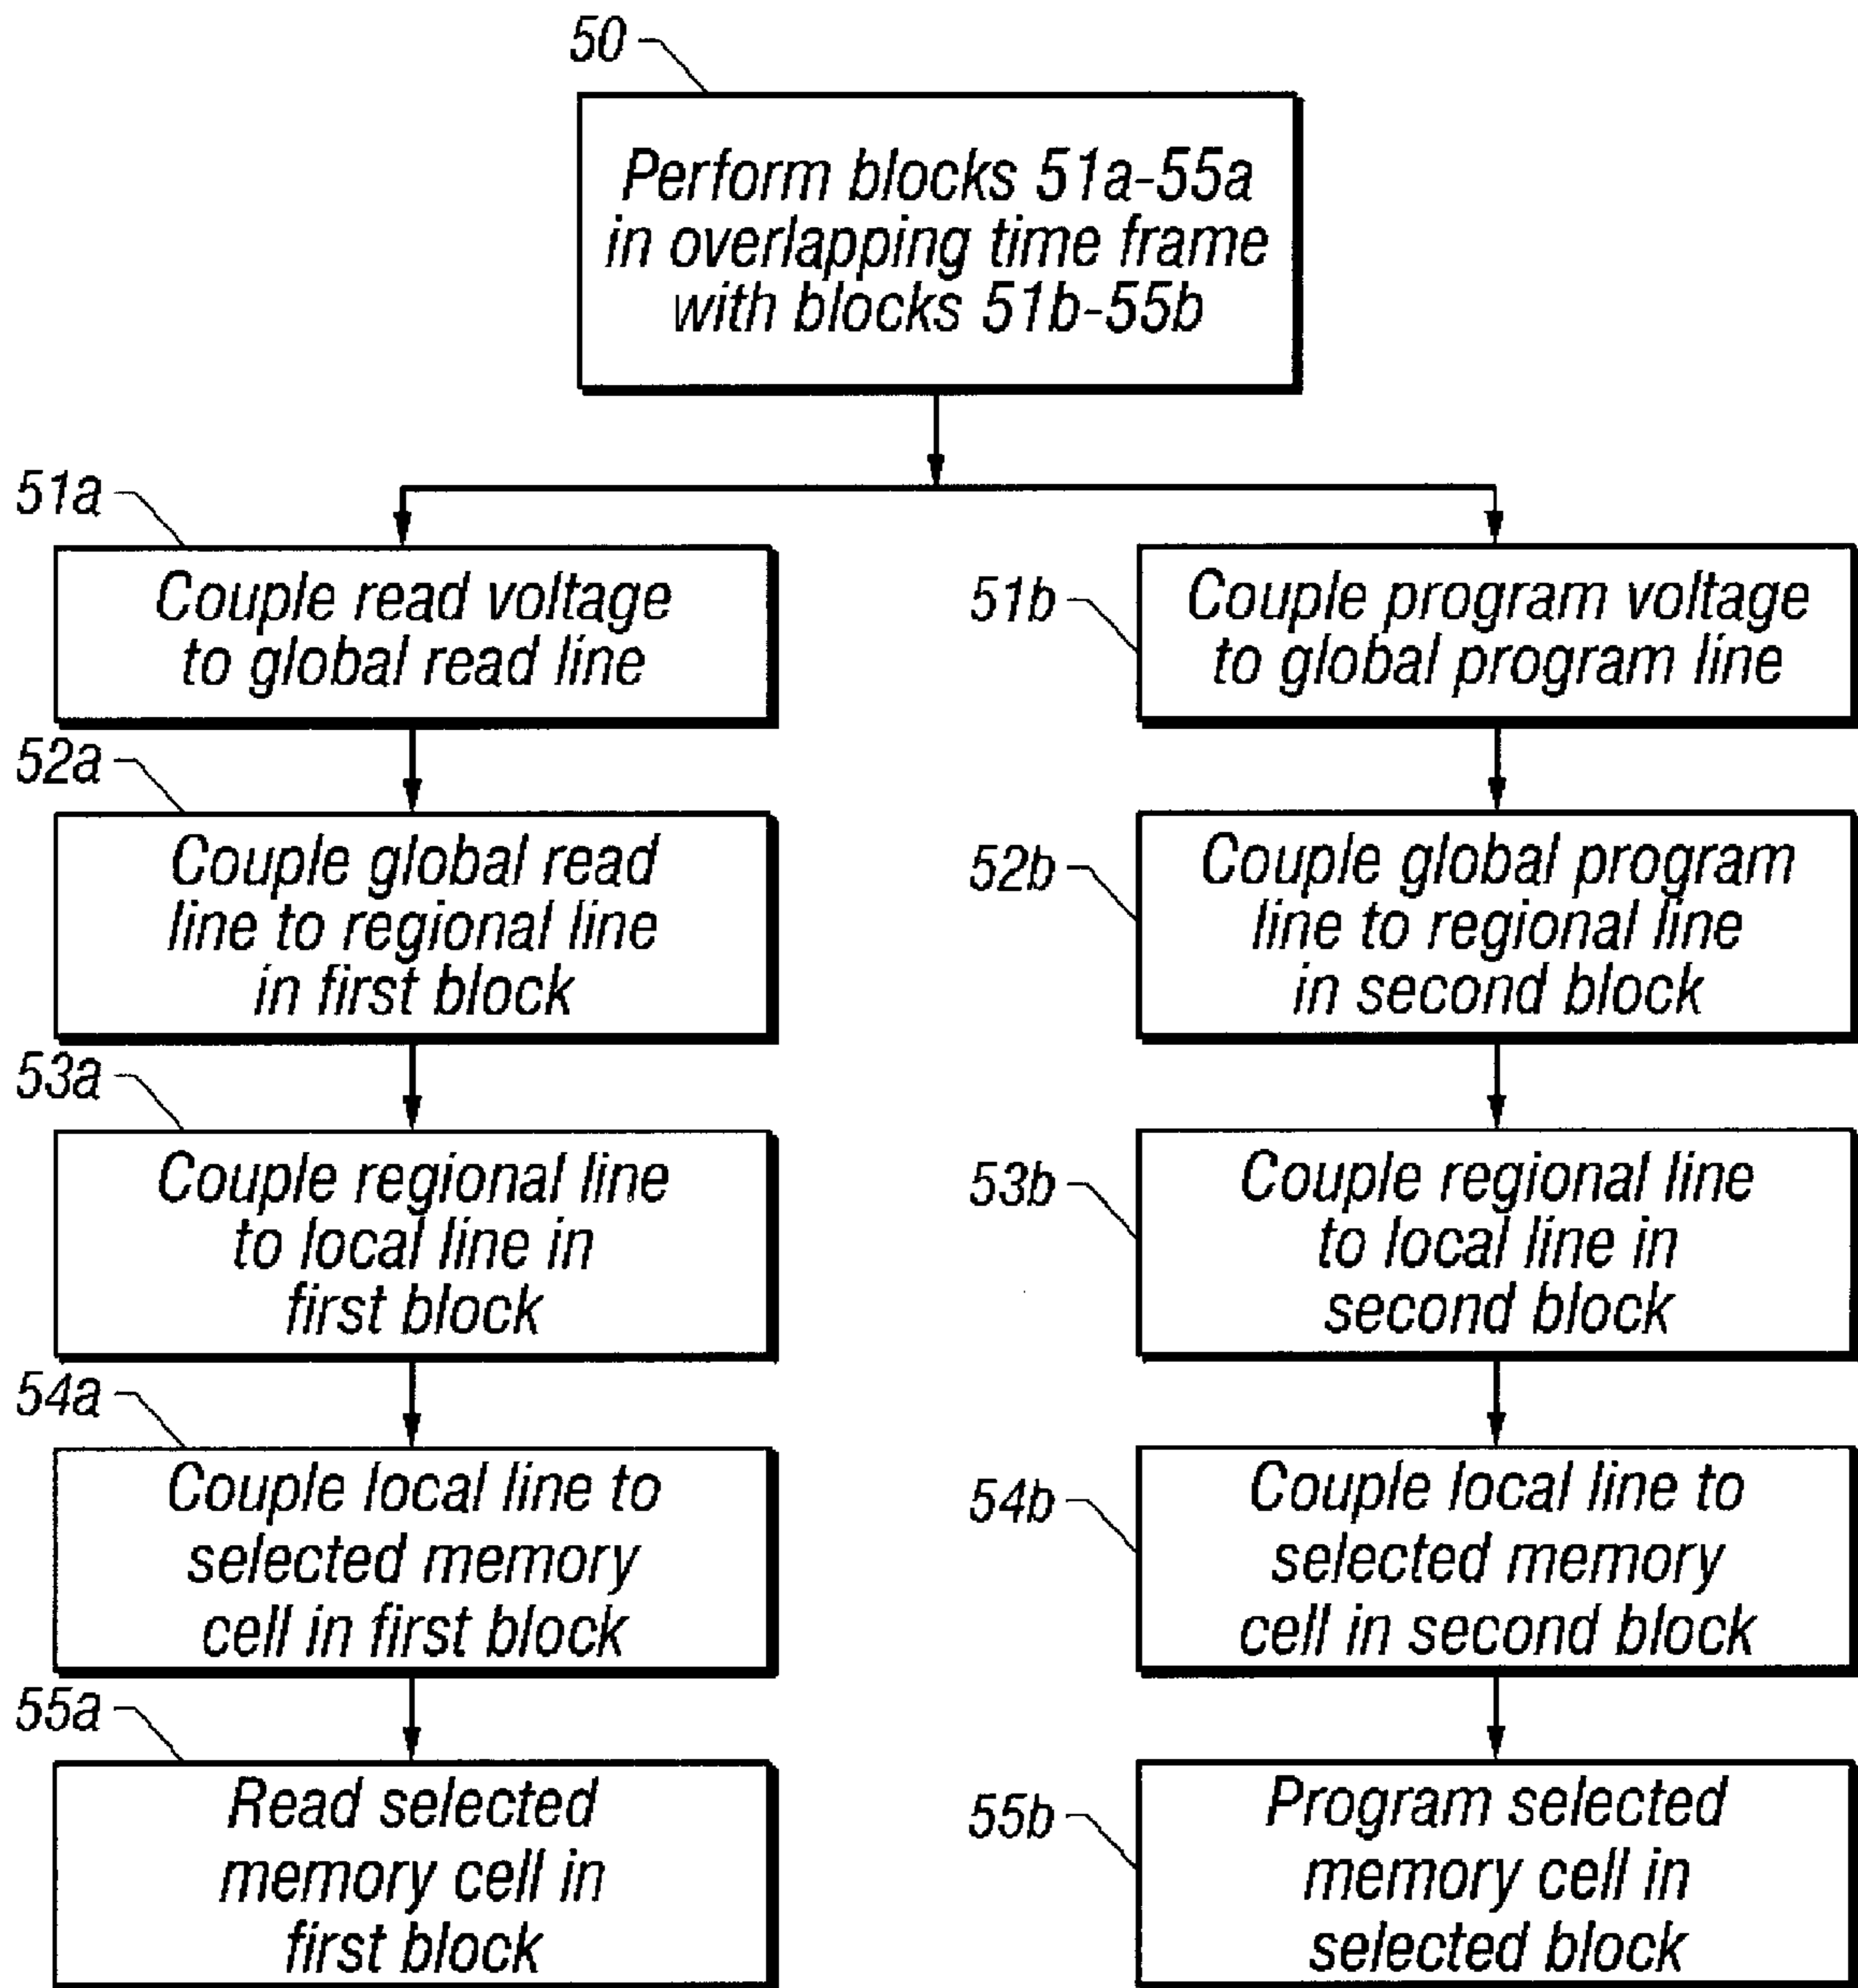 50
Perform blocks 51a-55a
in overlapping time frame
with blocks 51b-55b
51a
Couple read voltage
to global read line
51b
Couple program voltage
to global program line
52a
Couple global read
line to regional line
in first block
52b
Couple global program
line to regional line
in second block
53a
Couple regional line
to local line in
first block
53b
Couple regional line
to local line in
second block
54a
Couple local line to
selected memory
cell in first block
54b
Couple local line to
selected memory
cell in second block
55a
Read selected
memory cell in
first block
55b
Program selected
memory cell in
selected block